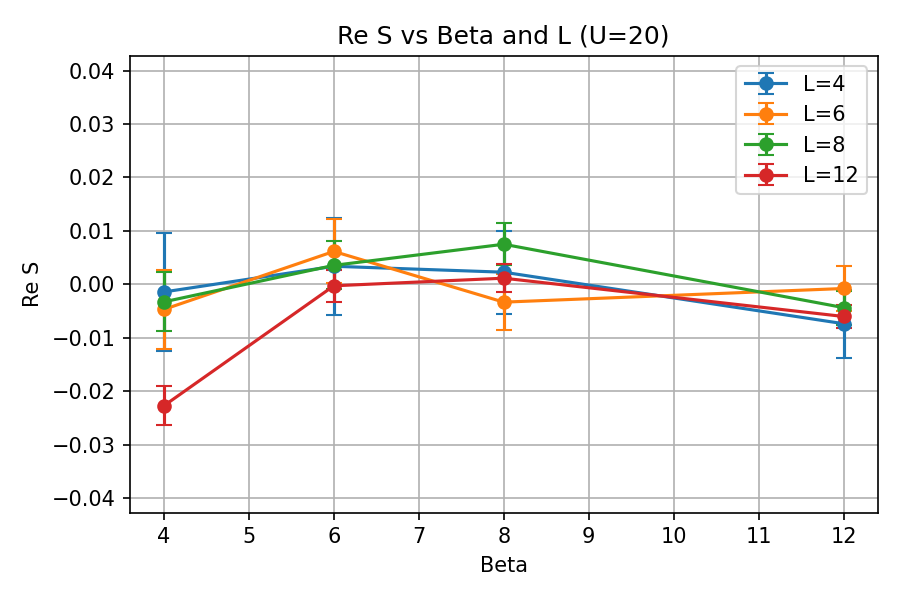 Re S vs Beta and L (U=20)
0.04
0.03
0.02
0.01
0.00
−0.01
−0.02
−0.03
−0.04
Re S
L=4
L=6
L=8
L=12
4 5 6 7 8 9 10 11 12
Beta